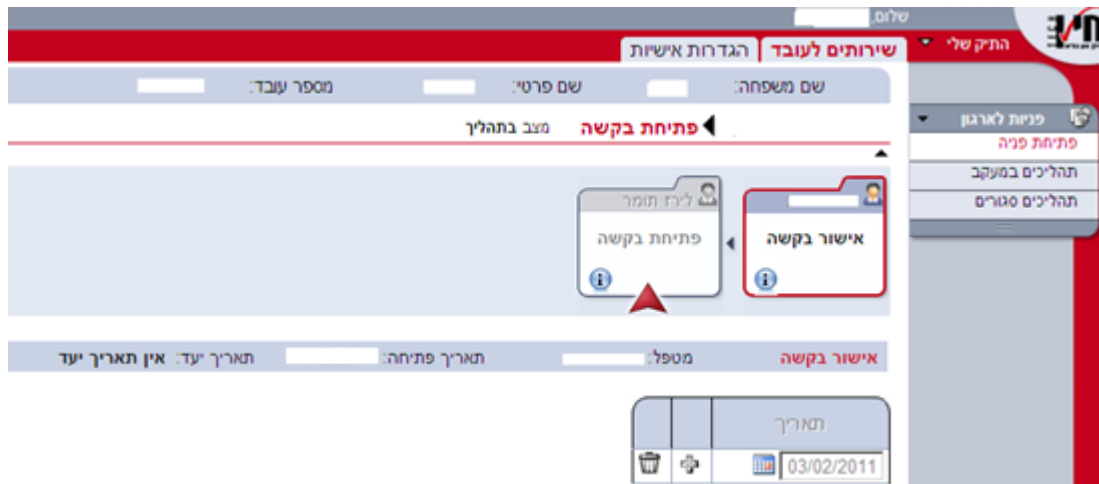 שלום,
התיק שלי
שירותים לעובד
הגדרות אישיות
שם משפחה:
שם פרטי:
מספר עובד:
פניות לארגון
פתיחת פניה
תהליכים במעקב
תהליכים סגורים
פתיחת בקשה מצב בתהליך
אישור בקשה
לירז תומר
פתיחת בקשה
אישור בקשה מטפל: תאריך פתיחה: תאריך יעד: אין תאריך יעד
תאריך
03/02/2011